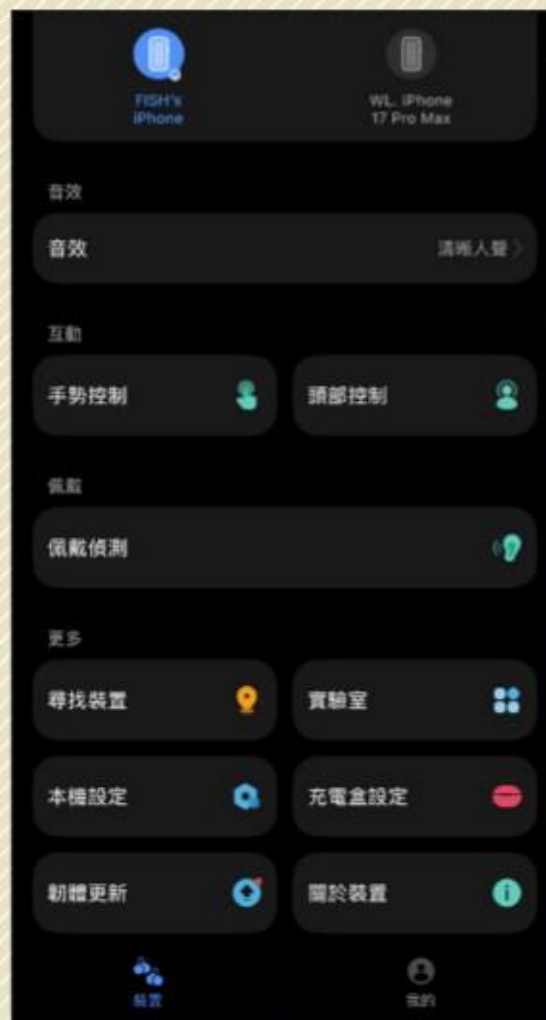 FISH's
iPhone
WL. iPhone
17 Pro Max
音效
音效 清晰人聲
互動
手勢控制 頭部控制
佩戴
佩戴偵測
更多
尋找裝置 實驗室
本機設定 充電盒設定
韌體更新 關於裝置
裝置 我的